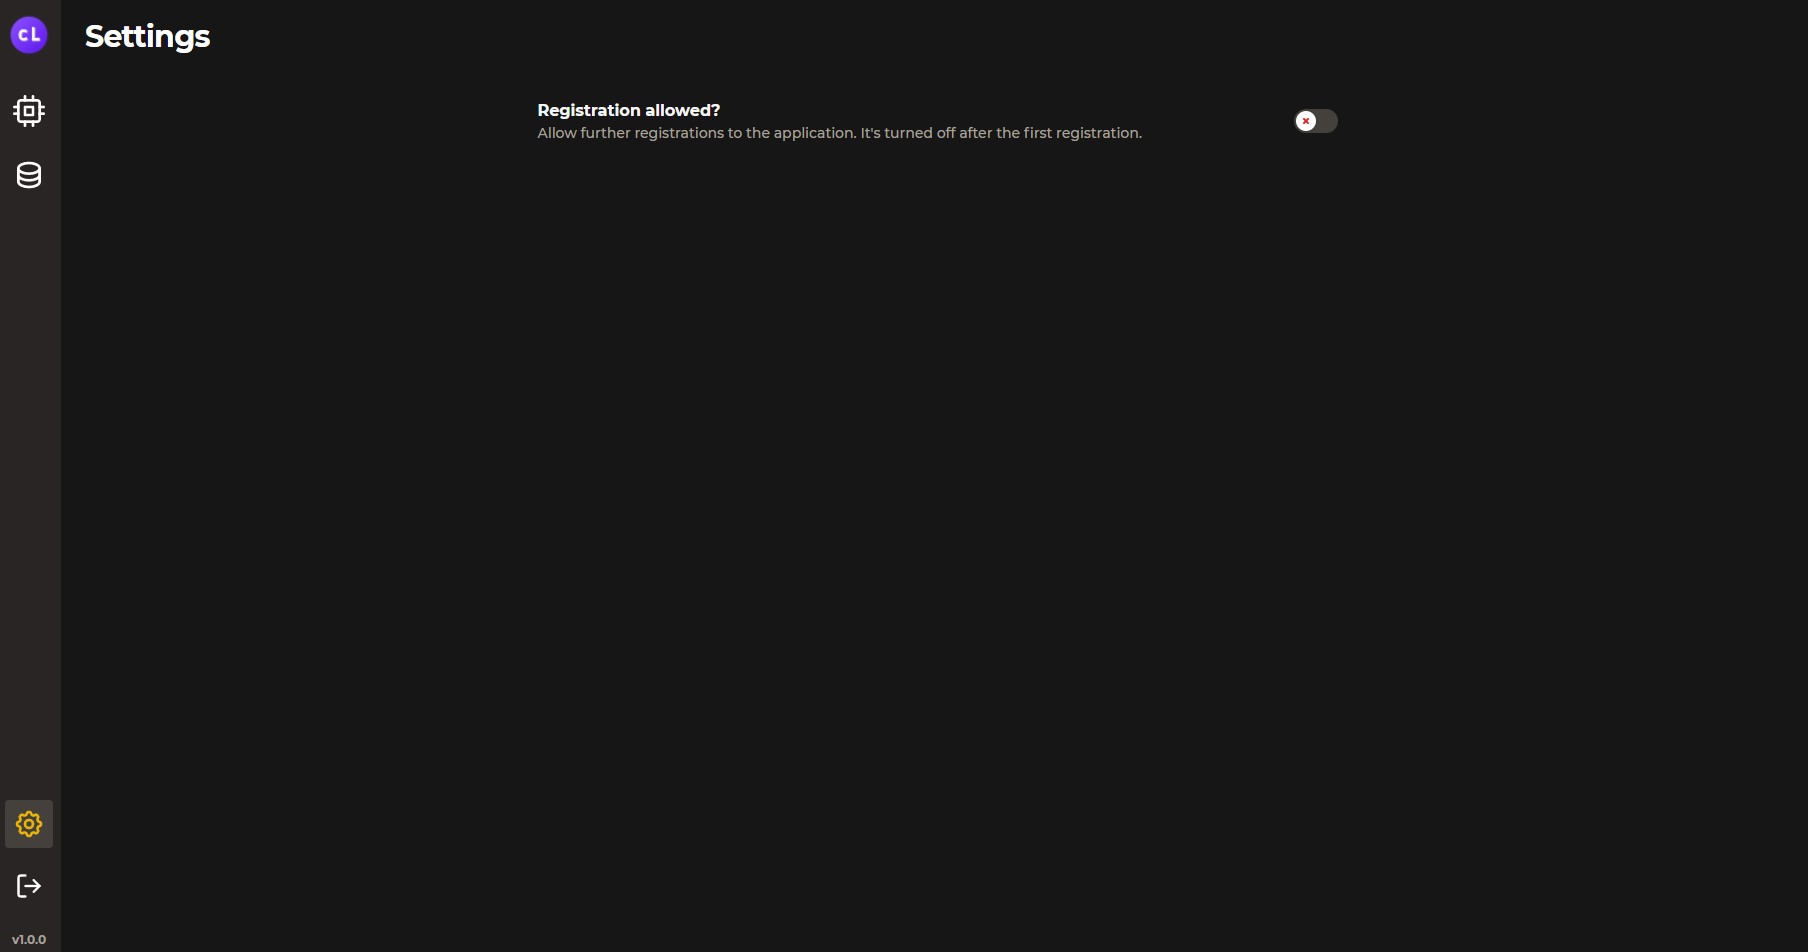 cL
Settings
Registration allowed?
Allow further registrations to the application. It's turned off after the first registration.
v1.0.0